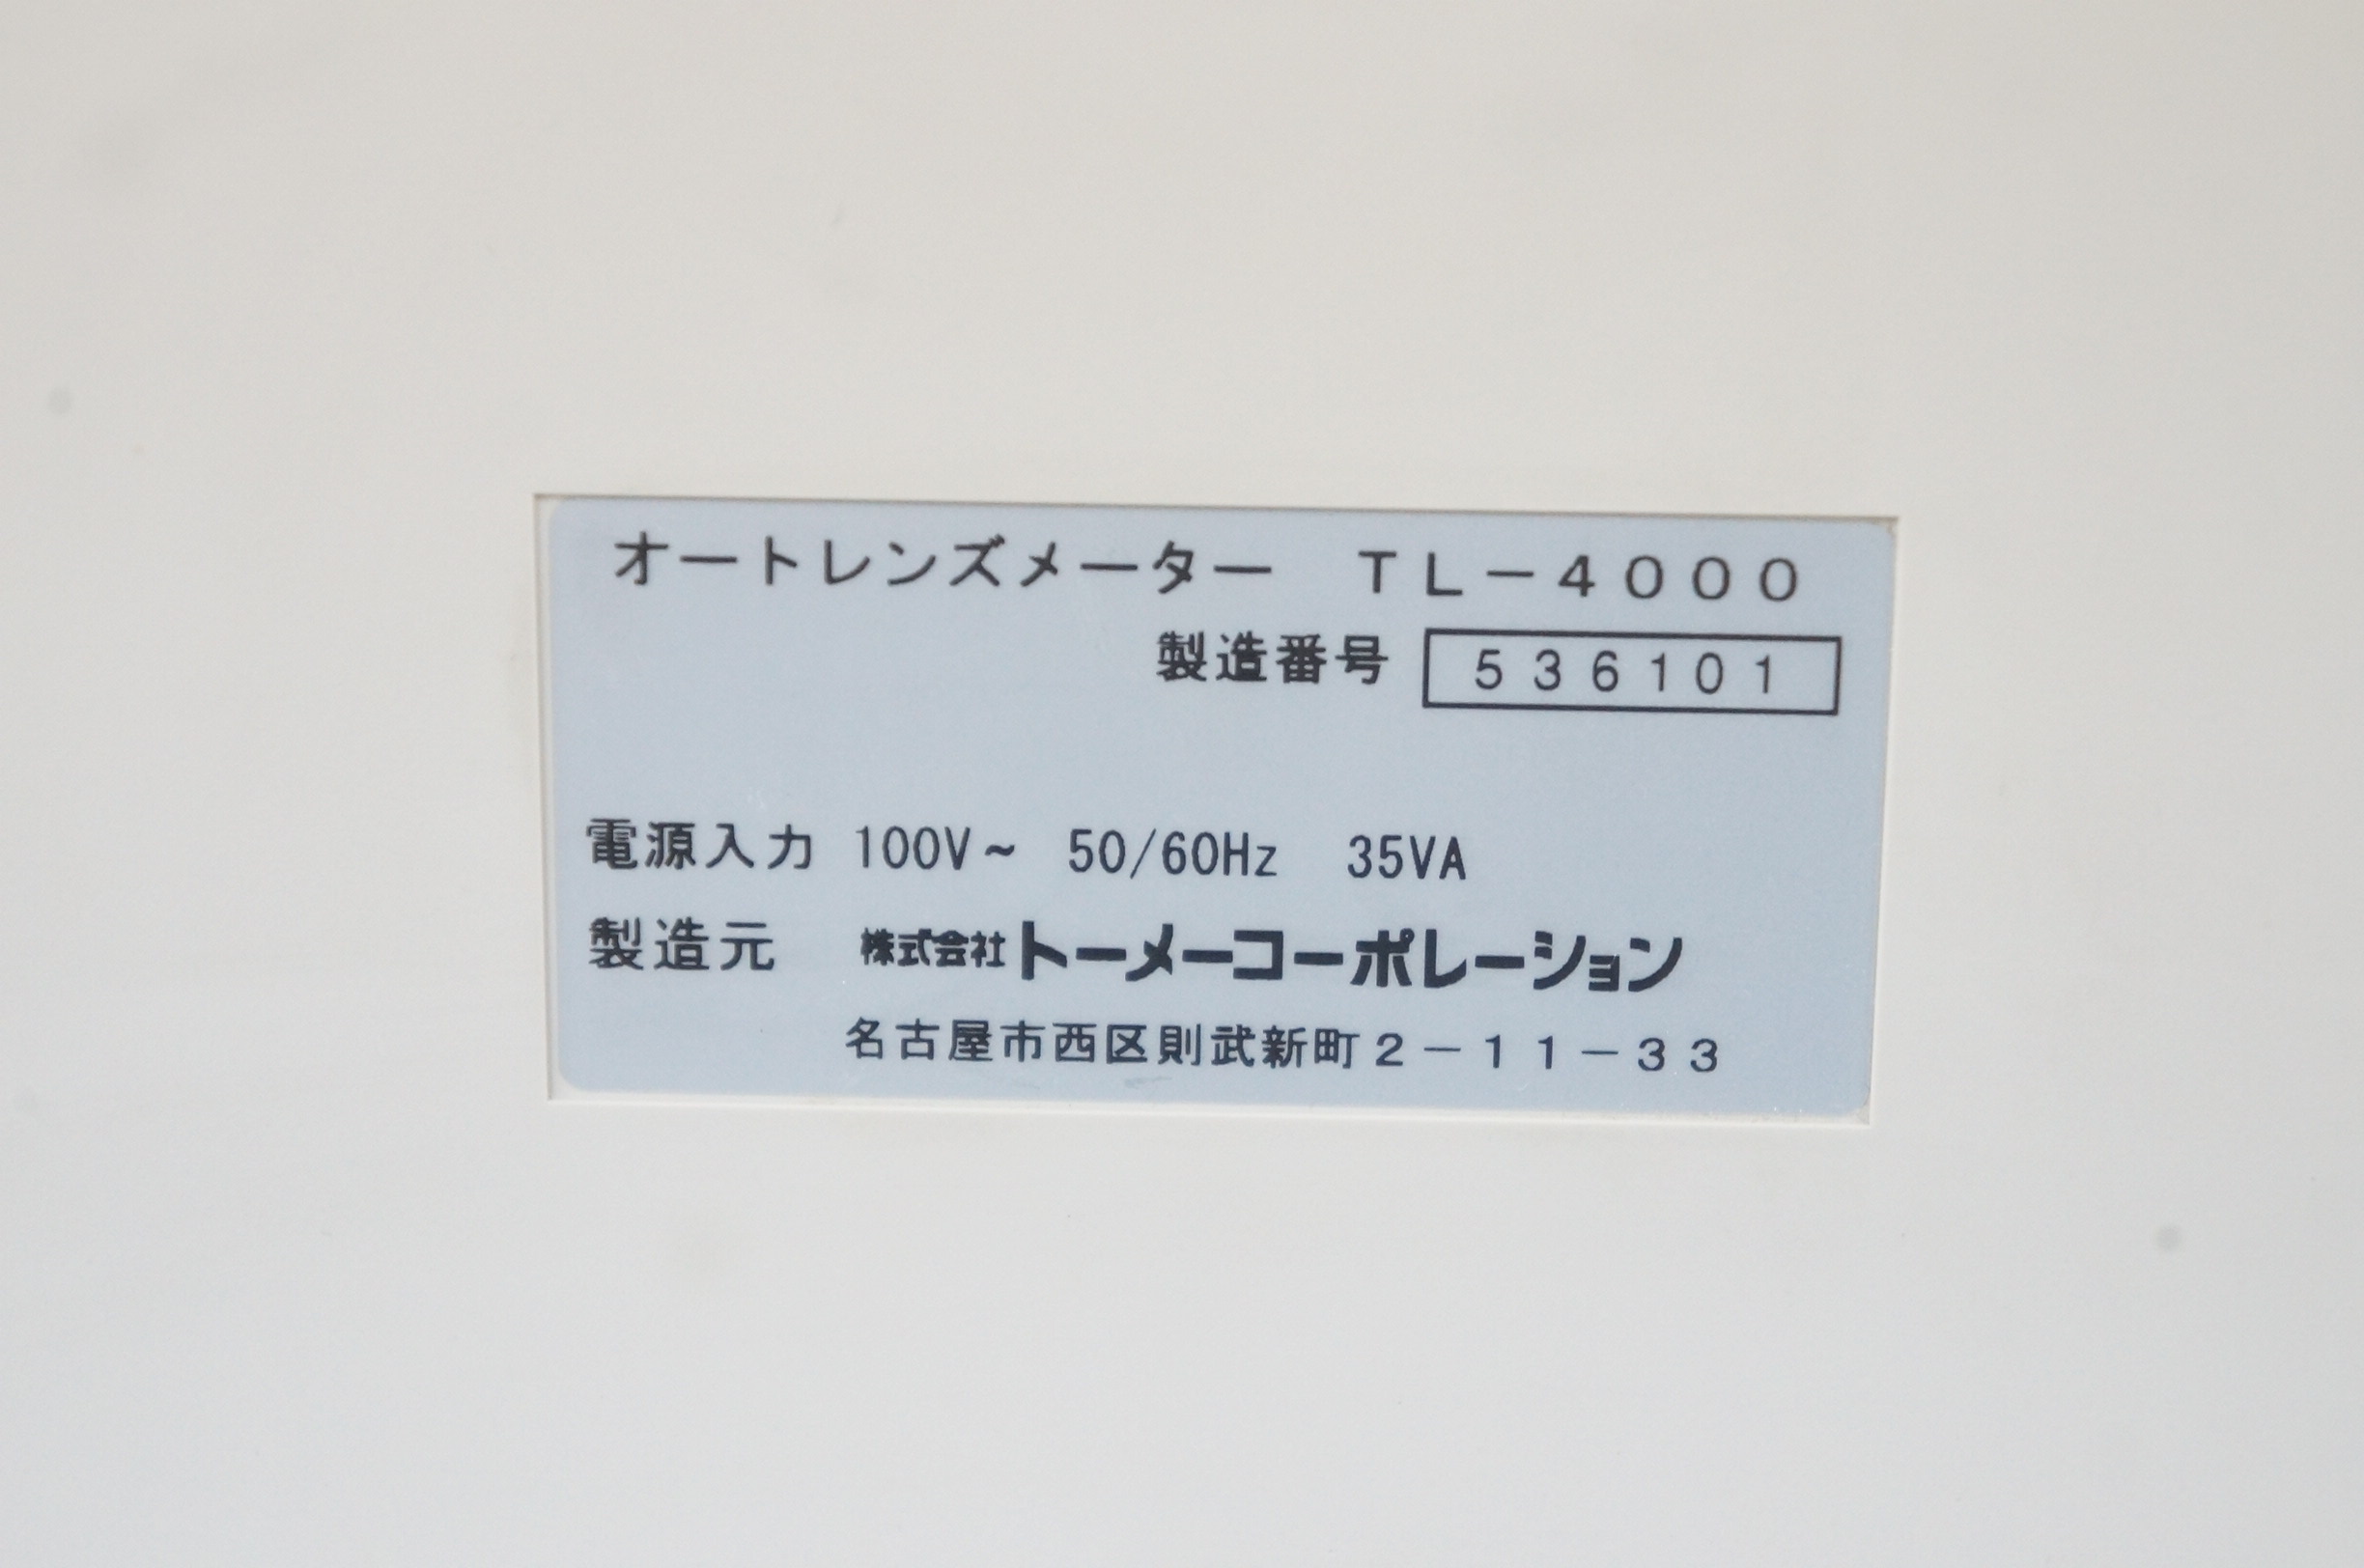 オートレンズメーター　ＴＬ－４０００
製造番号 ５３６１０１
電源入力 100V~ 50/60Hz 35VA
製造元 株式会社トーメーコーポレーション
名古屋市西区則武新町２－１１－３３